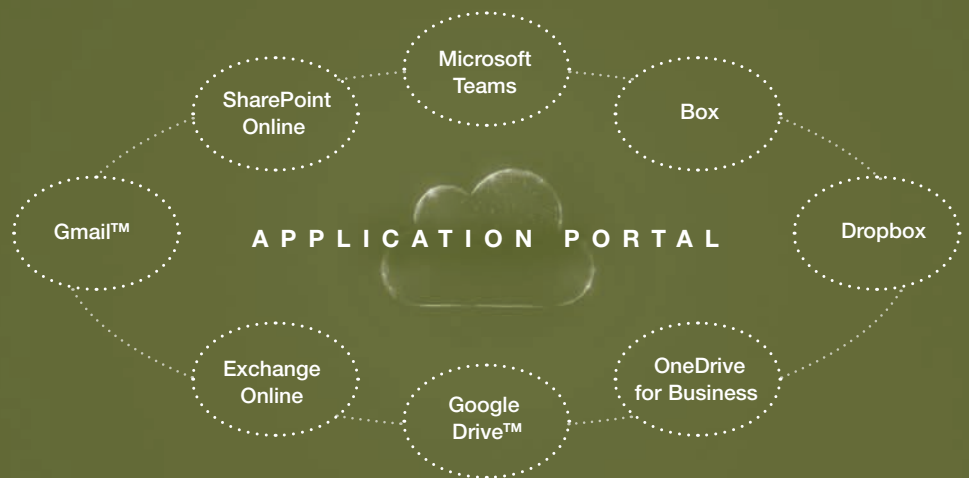 Microsoft
Teams
SharePoint
Online
Box
Gmail™
APPLICATION PORTAL
Dropbox
Exchange
Online
OneDrive
for Business
Google
Drive™